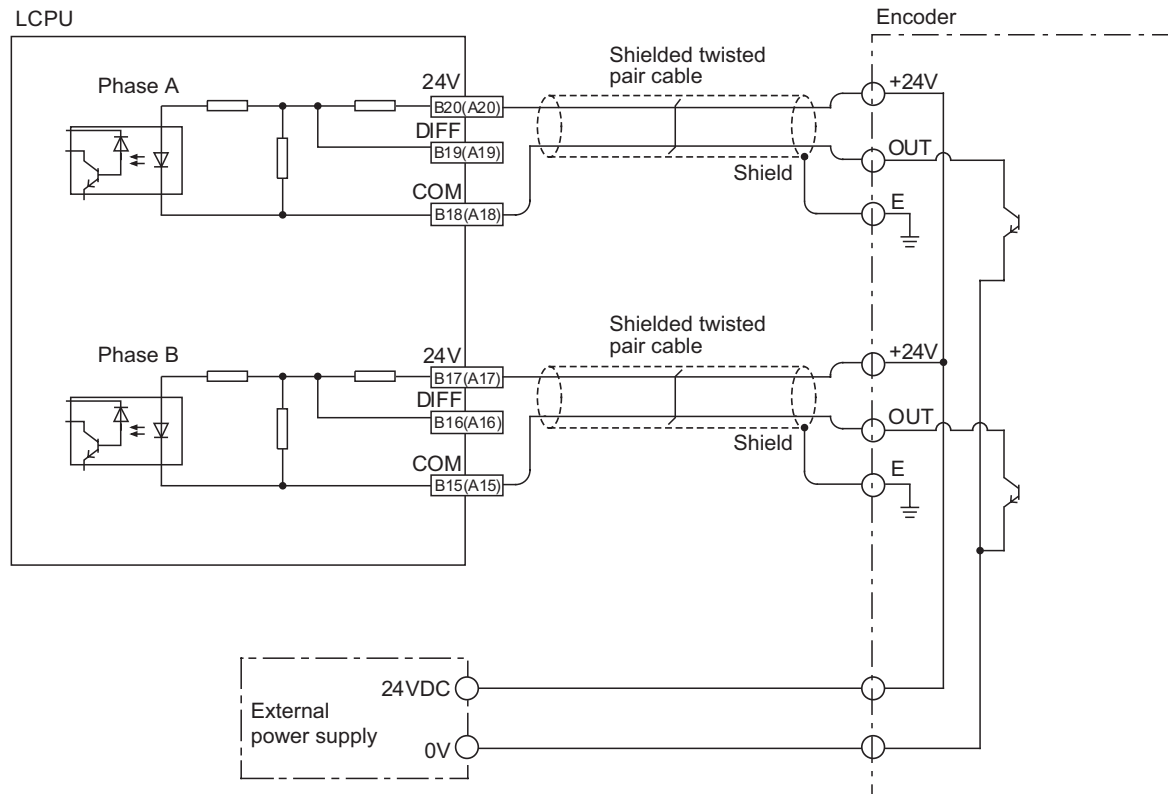 LCPU
Encoder
Phase A
24V
B20(A20)
DIFF
B19(A19)
COM
B18(A18)
Shielded twisted
pair cable
Shield
+24V
OUT
E
Phase B
24V
B17(A17)
DIFF
B16(A16)
COM
B15(A15)
Shielded twisted
pair cable
Shield
+24V
OUT
E
External
power supply
24VDC
0V